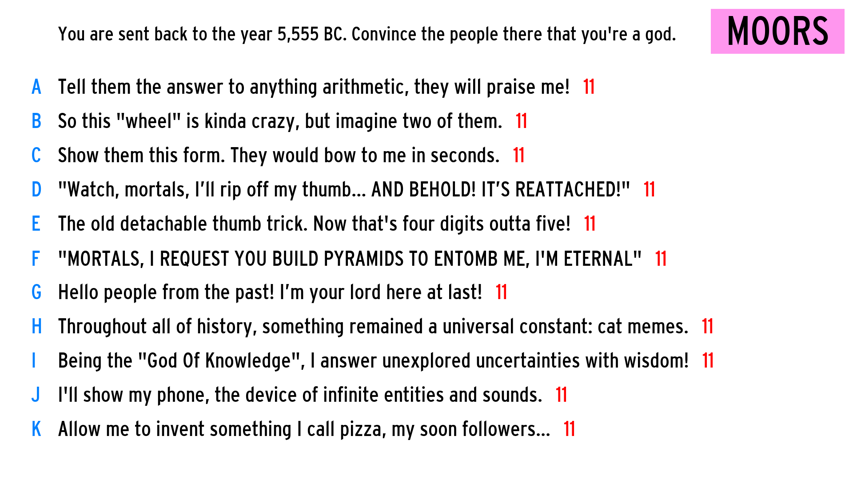 You are sent back to the year 5,555 BC. Convince the people there that you're a god.
MOORS
A Tell them the answer to anything arithmetic, they will praise me! 11
B So this "wheel" is kinda crazy, but imagine two of them. 11
C Show them this form. They would bow to me in seconds. 11
D "Watch, mortals, I’ll rip off my thumb... AND BEHOLD! IT’S REATTACHED!" 11
E The old detachable thumb trick. Now that's four digits outta five! 11
F "MORTALS, I REQUEST YOU BUILD PYRAMIDS TO ENTOMB ME, I'M ETERNAL" 11
G Hello people from the past! I’m your lord here at last! 11
H Throughout all of history, something remained a universal constant: cat memes. 11
I Being the "God Of Knowledge", I answer unexplored uncertainties with wisdom! 11
J I'll show my phone, the device of infinite entities and sounds. 11
K Allow me to invent something I call pizza, my soon followers... 11